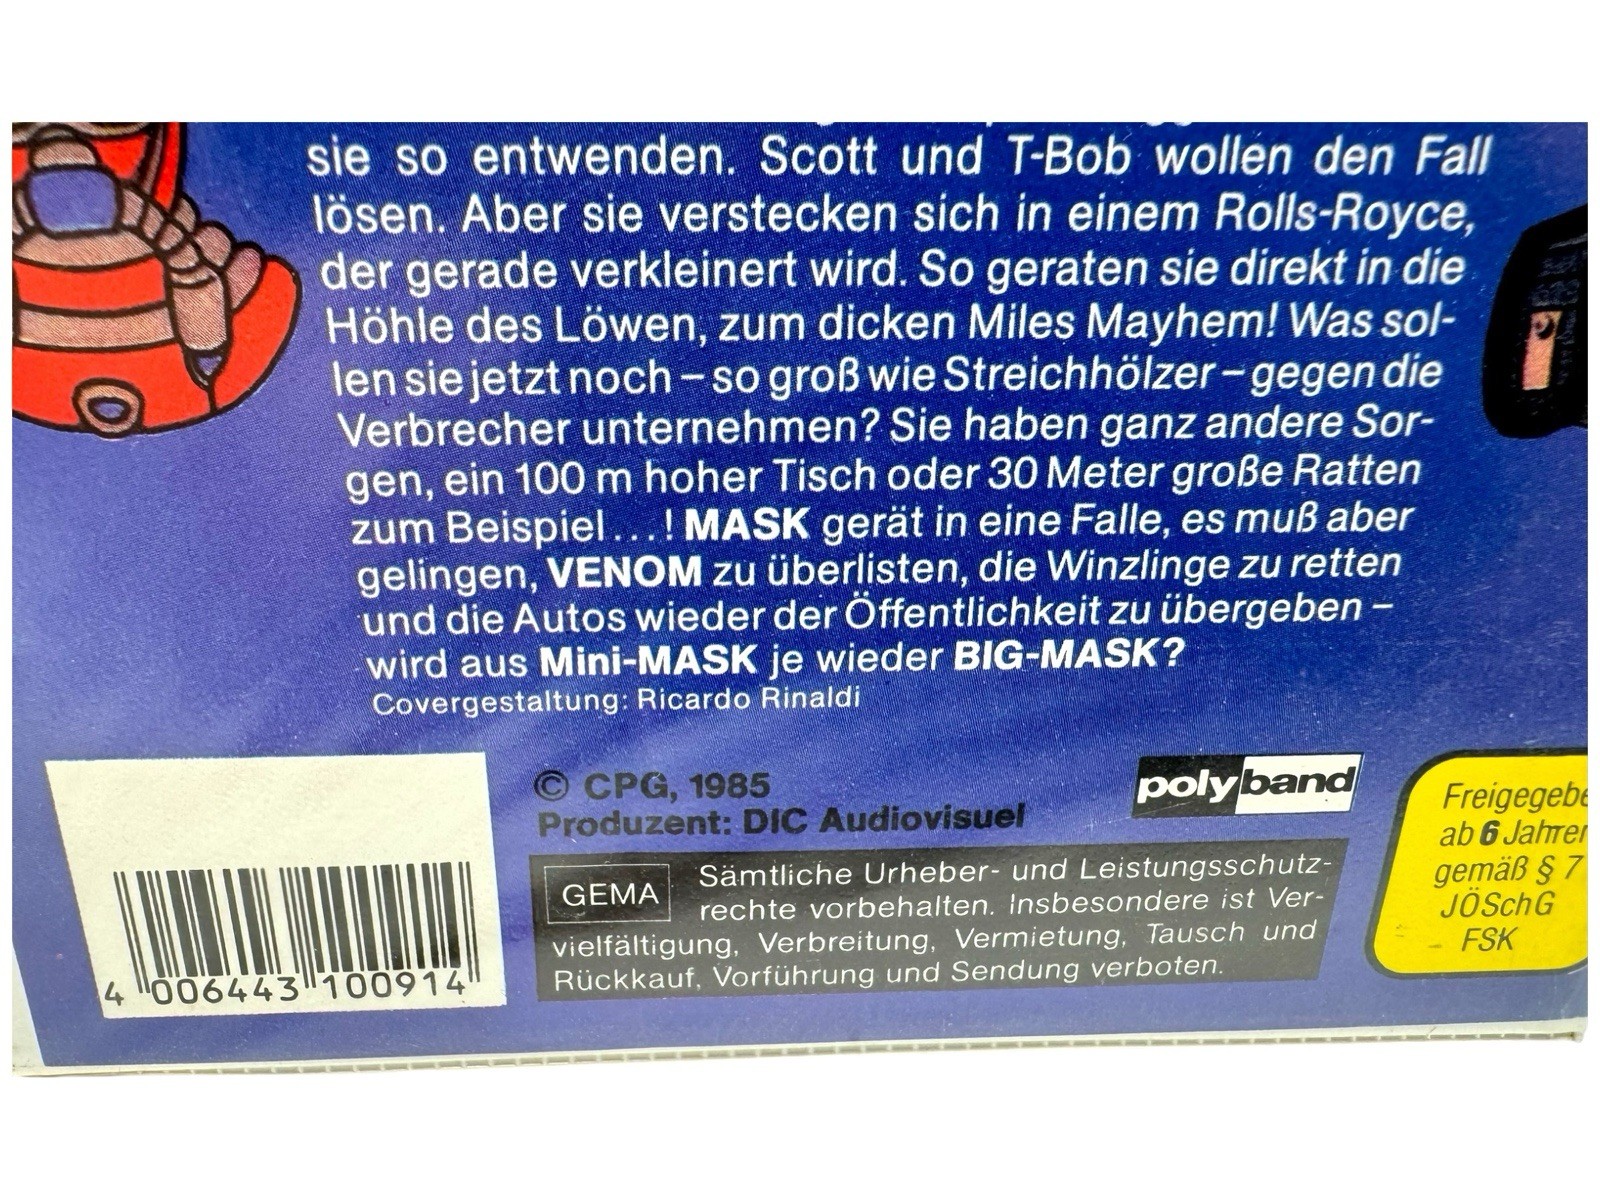 sie so entwenden. Scott und T-Bob wollen den Fall
lösen. Aber sie verstecken sich in einem Rolls-Royce,
der gerade verkleinert wird. So geraten sie direkt in die
Höhle des Löwen, zum dicken Miles Mayhem! Was sol-
len sie jetzt noch – so groß wie Streichhölzer – gegen die
Verbrecher unternehmen? Sie haben ganz andere Sor-
gen, ein 100 m hoher Tisch oder 30 Meter große Ratten
zum Beispiel...! MASK gerät in eine Falle, es muß aber
gelingen, VENOM zu überlisten, die Winzlinge zu retten
und die Autos wieder der Öffentlichkeit zu übergeben –
wird aus Mini-MASK je wieder BIG-MASK?
Covergestaltung: Ricardo Rinaldi
© CPG, 1985
Produzent: DIC Audiovisuel
polyband
GEMA
Sämtliche Urheber- und Leistungsschutz-
rechte vorbehalten. Insbesondere ist Ver-
vielfältigung, Verbreitung, Vermietung, Tausch und
Rückkauf, Vorführung und Sendung verboten.
Freigegebe
ab 6 Jahren
gemäß § 7
JÖSchG
FSK
4 006443 100914